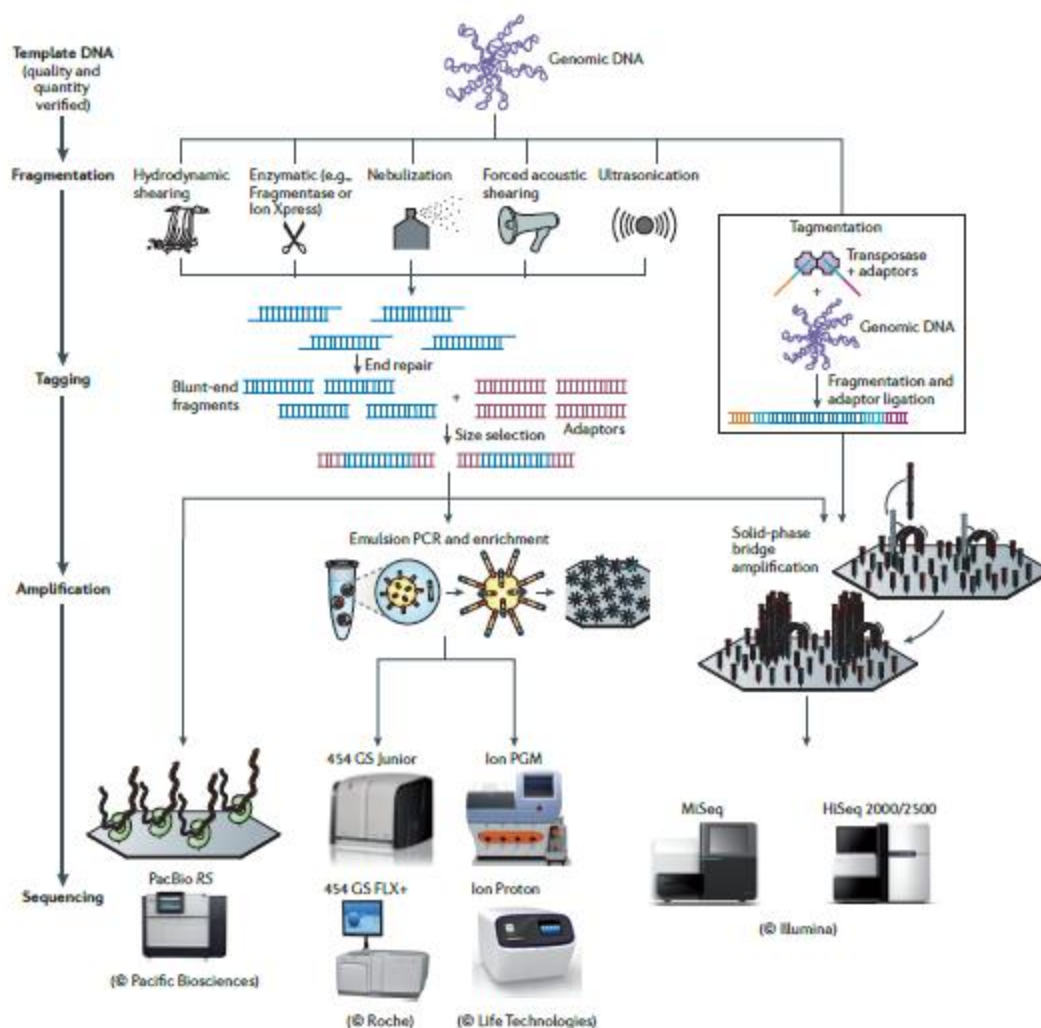 Template DNA
(quality and
quantity
verified)
Genomic DNA
Fragmentation
Hydrodynamic
shearing
Enzymatic (e.g.,
Fragmentase or
Ion Xpress)
Nebulization
Forced acoustic
shearing
Ultrasonication
Tagmentation
Transposase
+ adaptors
+
Genomic DNA
Fragmentation and
adaptor ligation
End repair
Tagging
Blunt-end
fragments
+
Size selection
Adaptors
Emulsion PCR and enrichment
Solid-phase
bridge
amplification
Amplification
454 GS Junior
Ion PGM
MiSeq
HiSeq 2000/2500
PacBio RS
Sequencing
454 GS FLX+
Ion Proton
(© Illumina)
(© Pacific Biosciences)
(© Roche)
(© Life Technologies)